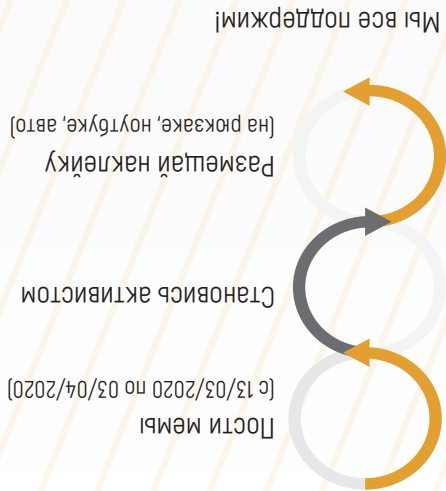 Пости мемы
(с 13/03/2020 по 03/04/2020)
Становись активистом
Размещай наклейку
(на рюкзаке, ноутбуке, авто)
Мы все поддержим!